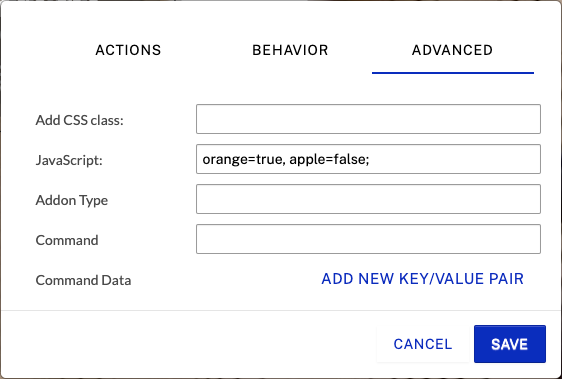 ACTIONS BEHAVIOR ADVANCED
Add CSS class:
JavaScript: orange=true, apple=false;
Addon Type
Command
Command Data ADD NEW KEY/VALUE PAIR
CANCEL SAVE